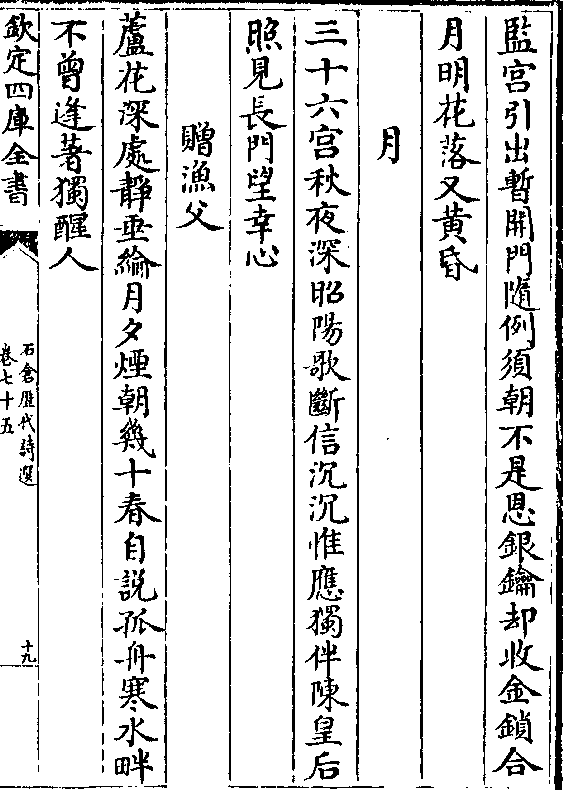 監宫引出暫開門隨例須朝不是恩銀鑰却收金鎖合
月明花落又黄昏
月
三十六宫秋夜深昭陽歌斷信沉沉惟應獨伴陳皇后
照見長門望幸心
贈漁父
蘆花深處靜垂綸月夕煙朝幾十春自説孤舟寒水畔
不曾逢著獨醒人
欽定四庫全書
石倉歷代詩選
卷七十五
十九